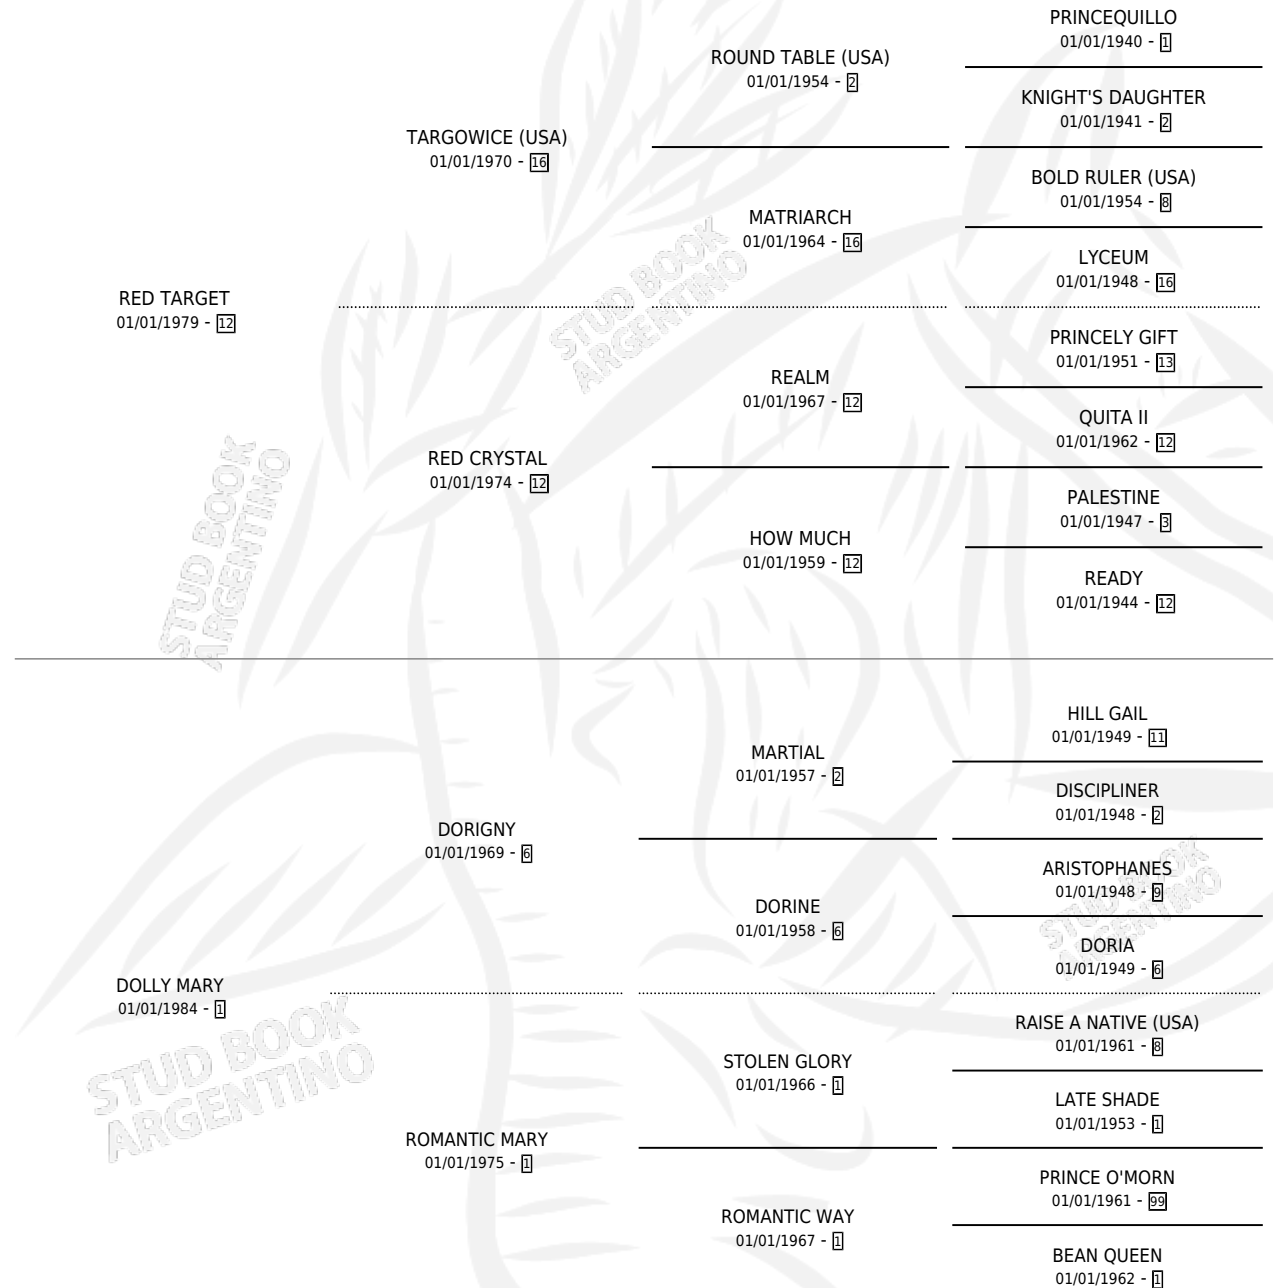 PRINCEQUILLO
01/01/1940 - 1
ROUND TABLE (USA)
01/01/1954 - 2
KNIGHT'S DAUGHTER
01/01/1941 - 2
TARGOWICE (USA)
01/01/1970 - 16
BOLD RULER (USA)
01/01/1954 - 8
MATRIARCH
01/01/1964 - 16
LYCEUM
01/01/1948 - 16
RED TARGET
01/01/1979 - 12
STUD BOOK
ARGENTINO
PRINCELY GIFT
01/01/1951 - 13
REALM
01/01/1967 - 12
QUITA II
01/01/1962 - 12
RED CRYSTAL
01/01/1974 - 12
PALESTINE
01/01/1947 - 3
HOW MUCH
01/01/1959 - 12
READY
01/01/1944 - 12
STUD BOOK
ARGENTINO
HILL GAIL
01/01/1949 - 11
MARTIAL
01/01/1957 - 2
DISCIPLINER
01/01/1948 - 2
DORIGNY
01/01/1969 - 6
ARISTOPHANES
01/01/1948 - 9
DORINE
01/01/1958 - 6
STUD BOOK
ARGENTINO
DORIA
01/01/1949 - 6
DOLLY MARY
01/01/1984 - 1
RAISE A NATIVE (USA)
01/01/1961 - 8
STOLEN GLORY
01/01/1966 - 1
STUD BOOK
ARGENTINO
LATE SHADE
01/01/1953 - 1
ROMANTIC MARY
01/01/1975 - 1
PRINCE O'MORN
01/01/1961 - 99
ROMANTIC WAY
01/01/1967 - 1
BEAN QUEEN
01/01/1962 - 1